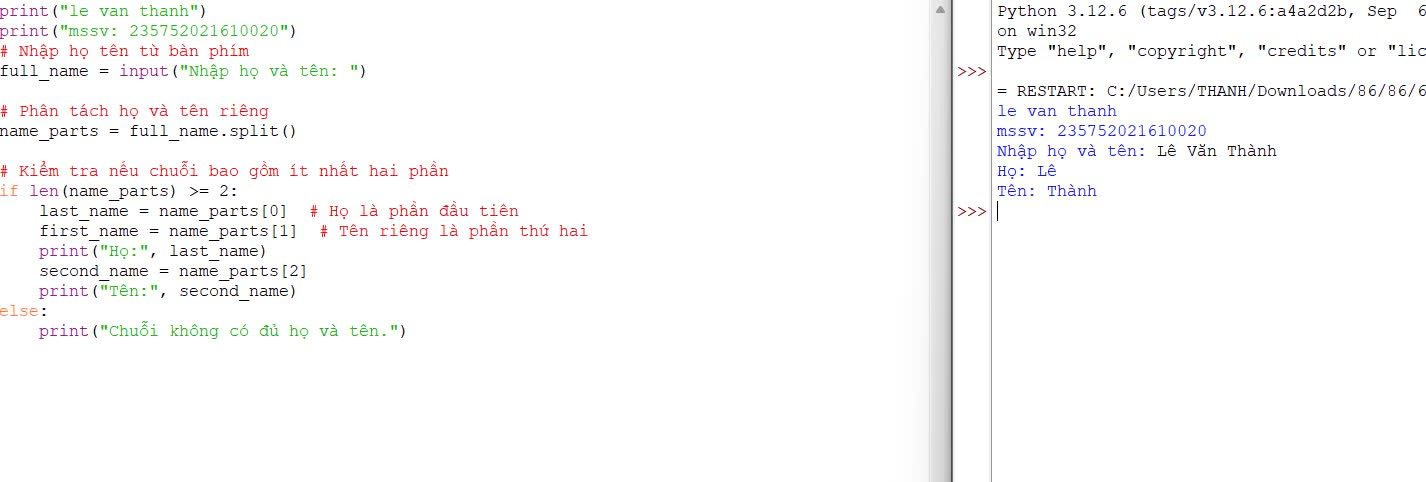 print("le van thanh")
print("mssv: 235752021610020")
# Nhập họ tên từ bàn phím
full_name = input("Nhập họ và tên: ")
# Phân tách họ và tên riêng
name_parts = full_name.split()
# Kiểm tra nếu chuỗi bao gồm ít nhất hai phần
if len(name_parts) >= 2:
    last_name = name_parts[0]  # Họ là phần đầu tiên
    first_name = name_parts[1]  # Tên riêng là phần thứ hai
    print("Họ:", last_name)
    second_name = name_parts[2]
    print("Tên:", second_name)
else:
    print("Chuỗi không có đủ họ và tên.")
Python 3.12.6 (tags/v3.12.6:a4a2d2b, Sep  6
on win32
Type "help", "copyright", "credits" or "lic
>>>
= RESTART: C:/Users/THANH/Downloads/86/86/6
le van thanh
mssv: 235752021610020
Nhập họ và tên: Lê Văn Thành
Họ: Lê
Tên: Thành
>>>